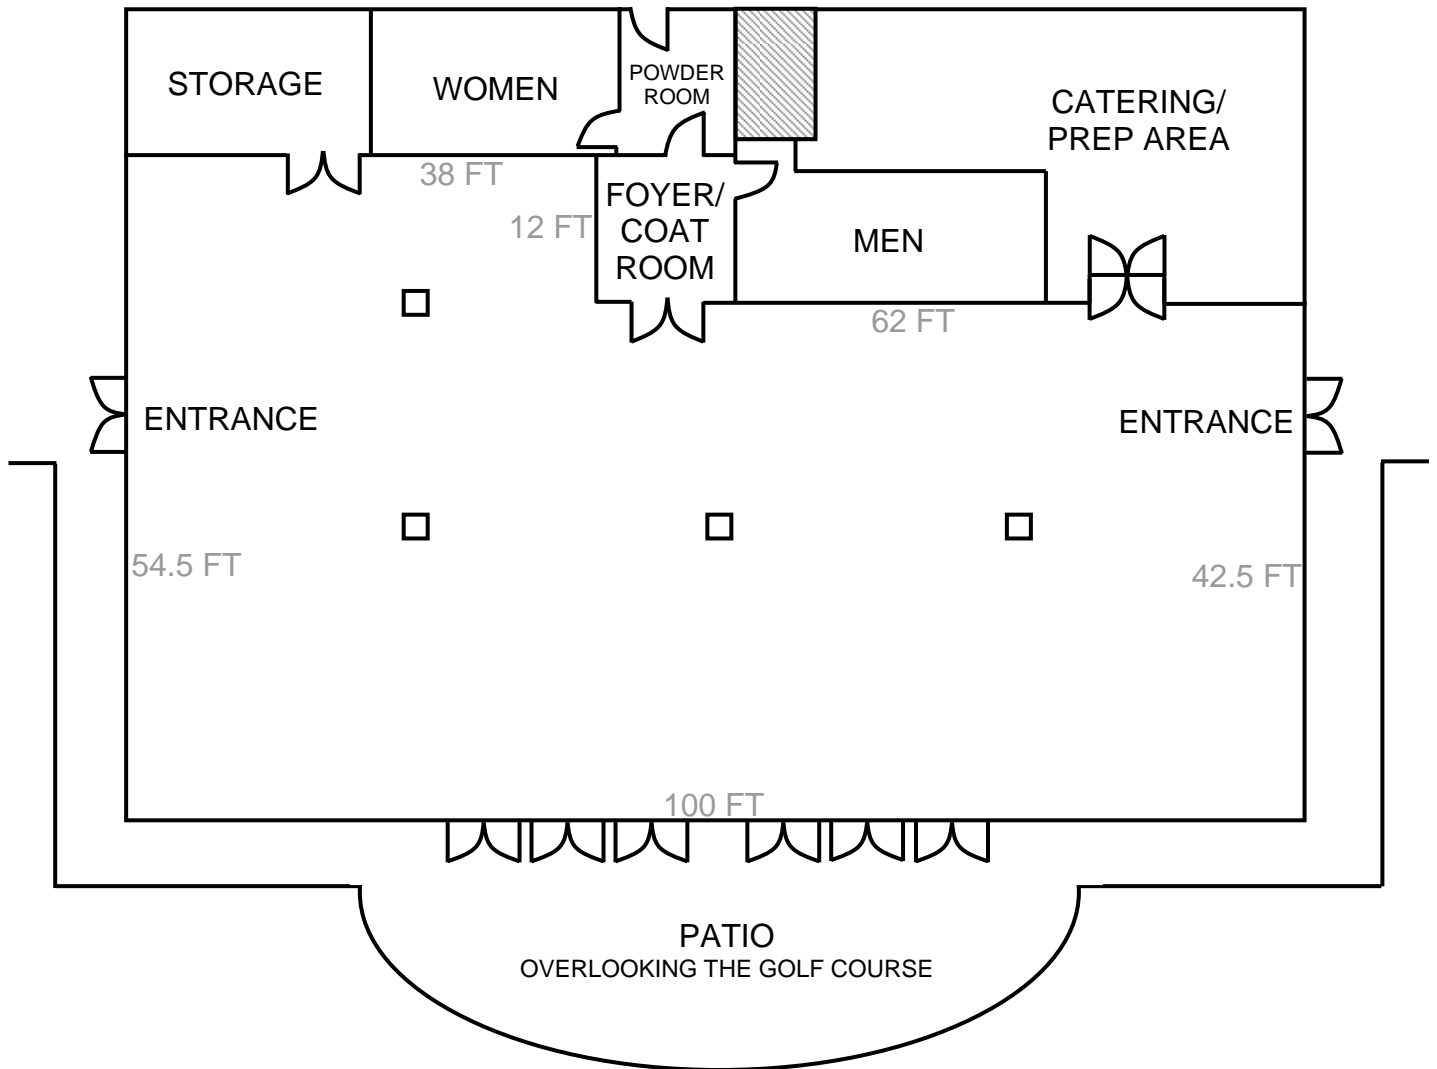 STORAGE
WOMEN
POWDER
ROOM
CATERING/
PREP AREA
38 FT
12 FT
FOYER/
COAT
ROOM
MEN
62 FT
ENTRANCE
ENTRANCE
54.5 FT
42.5 FT
100 FT
PATIO
OVERLOOKING THE GOLF COURSE